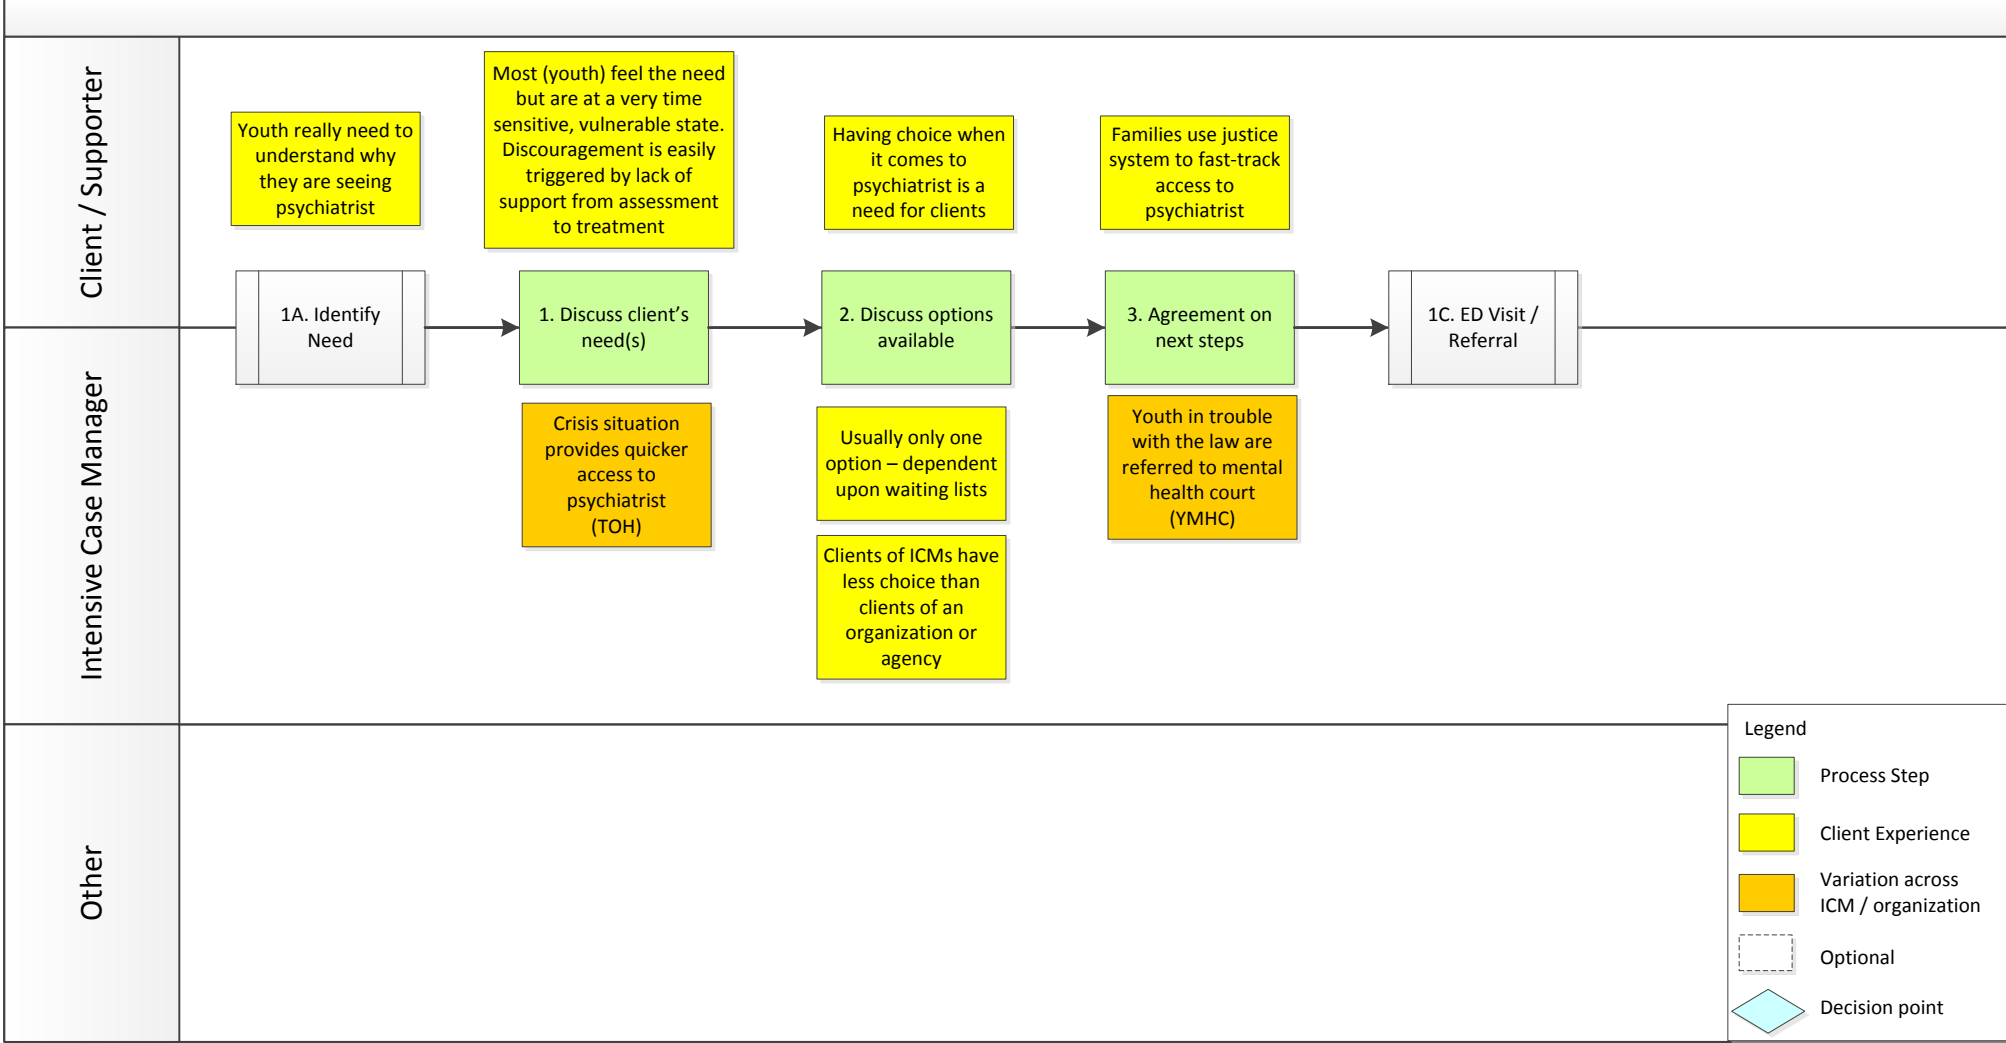 Client / Supporter
Youth really need to
understand why
they are seeing
psychiatrist
Most (youth) feel the need
but are at a very time
sensitive, vulnerable state.
Discouragement is easily
triggered by lack of
support from assessment
to treatment
Having choice when
it comes to
psychiatrist is a
need for clients
Families use justice
system to fast-track
access to
psychiatrist
1A. Identify
Need
1. Discuss client’s
need(s)
2. Discuss options
available
3. Agreement on
next steps
1C. ED Visit /
Referral
Intensive Case Manager
Crisis situation
provides quicker
access to
psychiatrist
(TOH)
Usually only one
option – dependent
upon waiting lists
Clients of ICMs have
less choice than
clients of an
organization or
agency
Youth in trouble
with the law are
referred to mental
health court
(YMHC)
Other
Legend
Process Step
Client Experience
Variation across
ICM / organization
Optional
Decision point